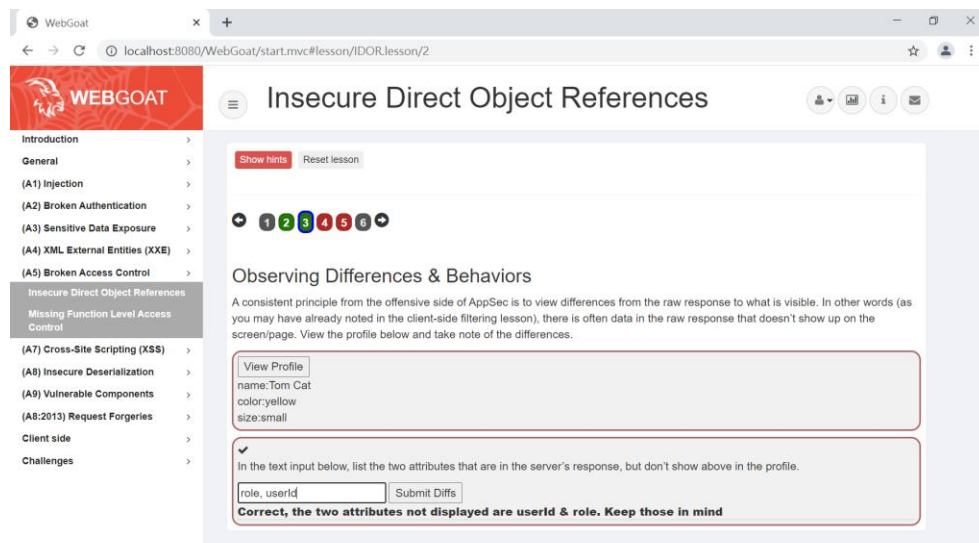 WebGoat
localhost:8080/WebGoat/start.mvc#lesson/IDOR.lesson/2
WEBGOAT
Insecure Direct Object References
Introduction
General
(A1) Injection
(A2) Broken Authentication
(A3) Sensitive Data Exposure
(A4) XML External Entities (XXE)
(A5) Broken Access Control
Insecure Direct Object References
Missing Function Level Access
Control
(A7) Cross-Site Scripting (XSS)
(A8) Insecure Deserialization
(A9) Vulnerable Components
(A8:2013) Request Forgeries
Client side
Challenges
Show hints Reset lesson
1 2 3 4 5 6
Observing Differences & Behaviors
A consistent principle from the offensive side of AppSec is to view differences from the raw response to what is visible. In other words (as
you may have already noted in the client-side filtering lesson), there is often data in the raw response that doesn't show up on the
screen/page. View the profile below and take note of the differences.
View Profile
name:Tom Cat
color:yellow
size:small
In the text input below, list the two attributes that are in the server's response, but don't show above in the profile.
role, userId Submit Diffs
Correct, the two attributes not displayed are userId & role. Keep those in mind